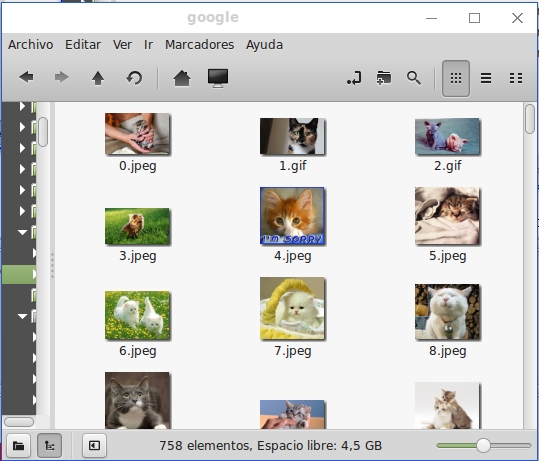 google
Archivo Editar Ver Ir Marcadores Ayuda
0.jpeg 1.gif 2.gif
I'M SORRY
3.jpeg 4.jpeg 5.jpeg
6.jpeg 7.jpeg 8.jpeg
758 elementos, Espacio libre: 4,5 GB